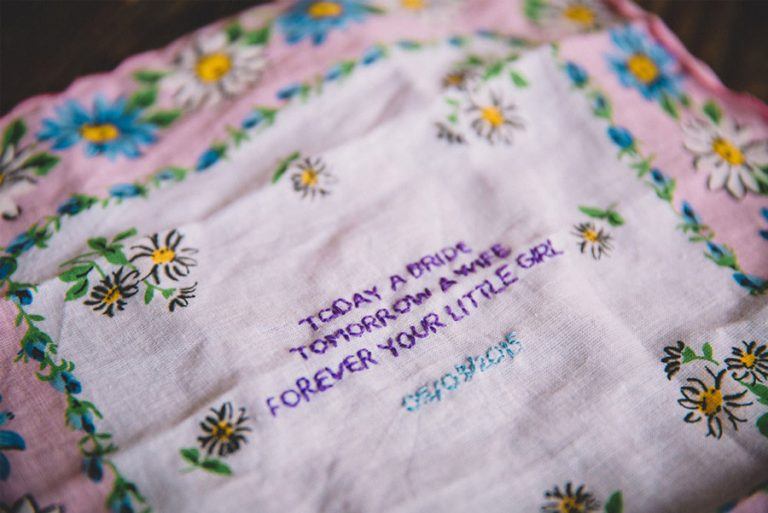 TODAY A BRIDE
TOMORROW A WIFE
FOREVER YOUR LITTLE GIRL